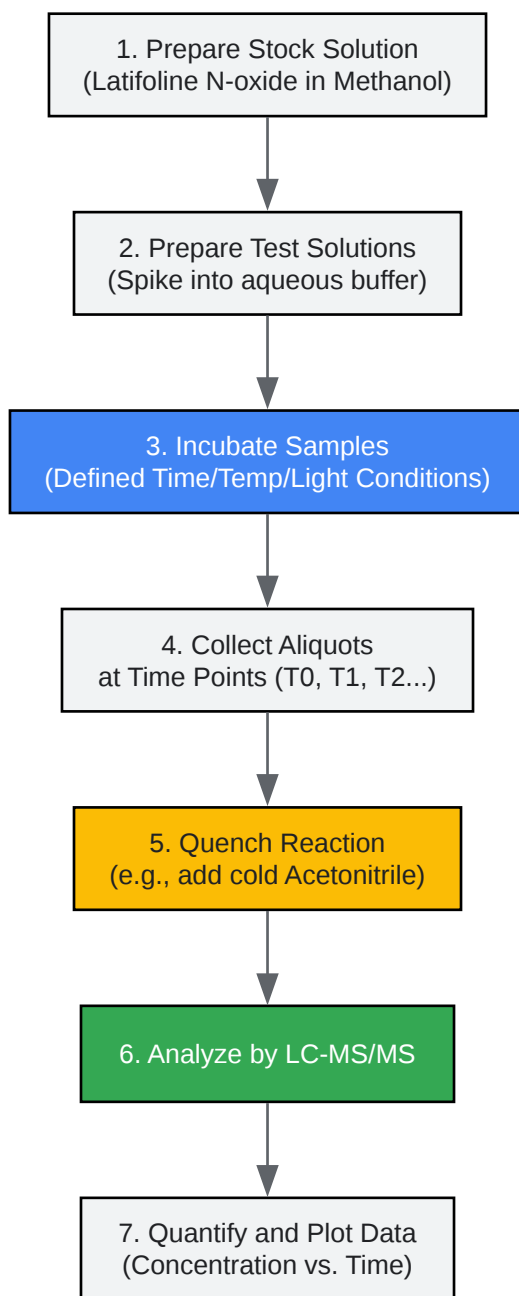 1. Prepare Stock Solution
(Latifoline N-oxide in Methanol)
2. Prepare Test Solutions
(Spike into aqueous buffer)
3. Incubate Samples
(Defined Time/Temp/Light Conditions)
4. Collect Aliquots
at Time Points (T0, T1, T2...)
5. Quench Reaction
(e.g., add cold Acetonitrile)
6. Analyze by LC-MS/MS
7. Quantify and Plot Data
(Concentration vs. Time)